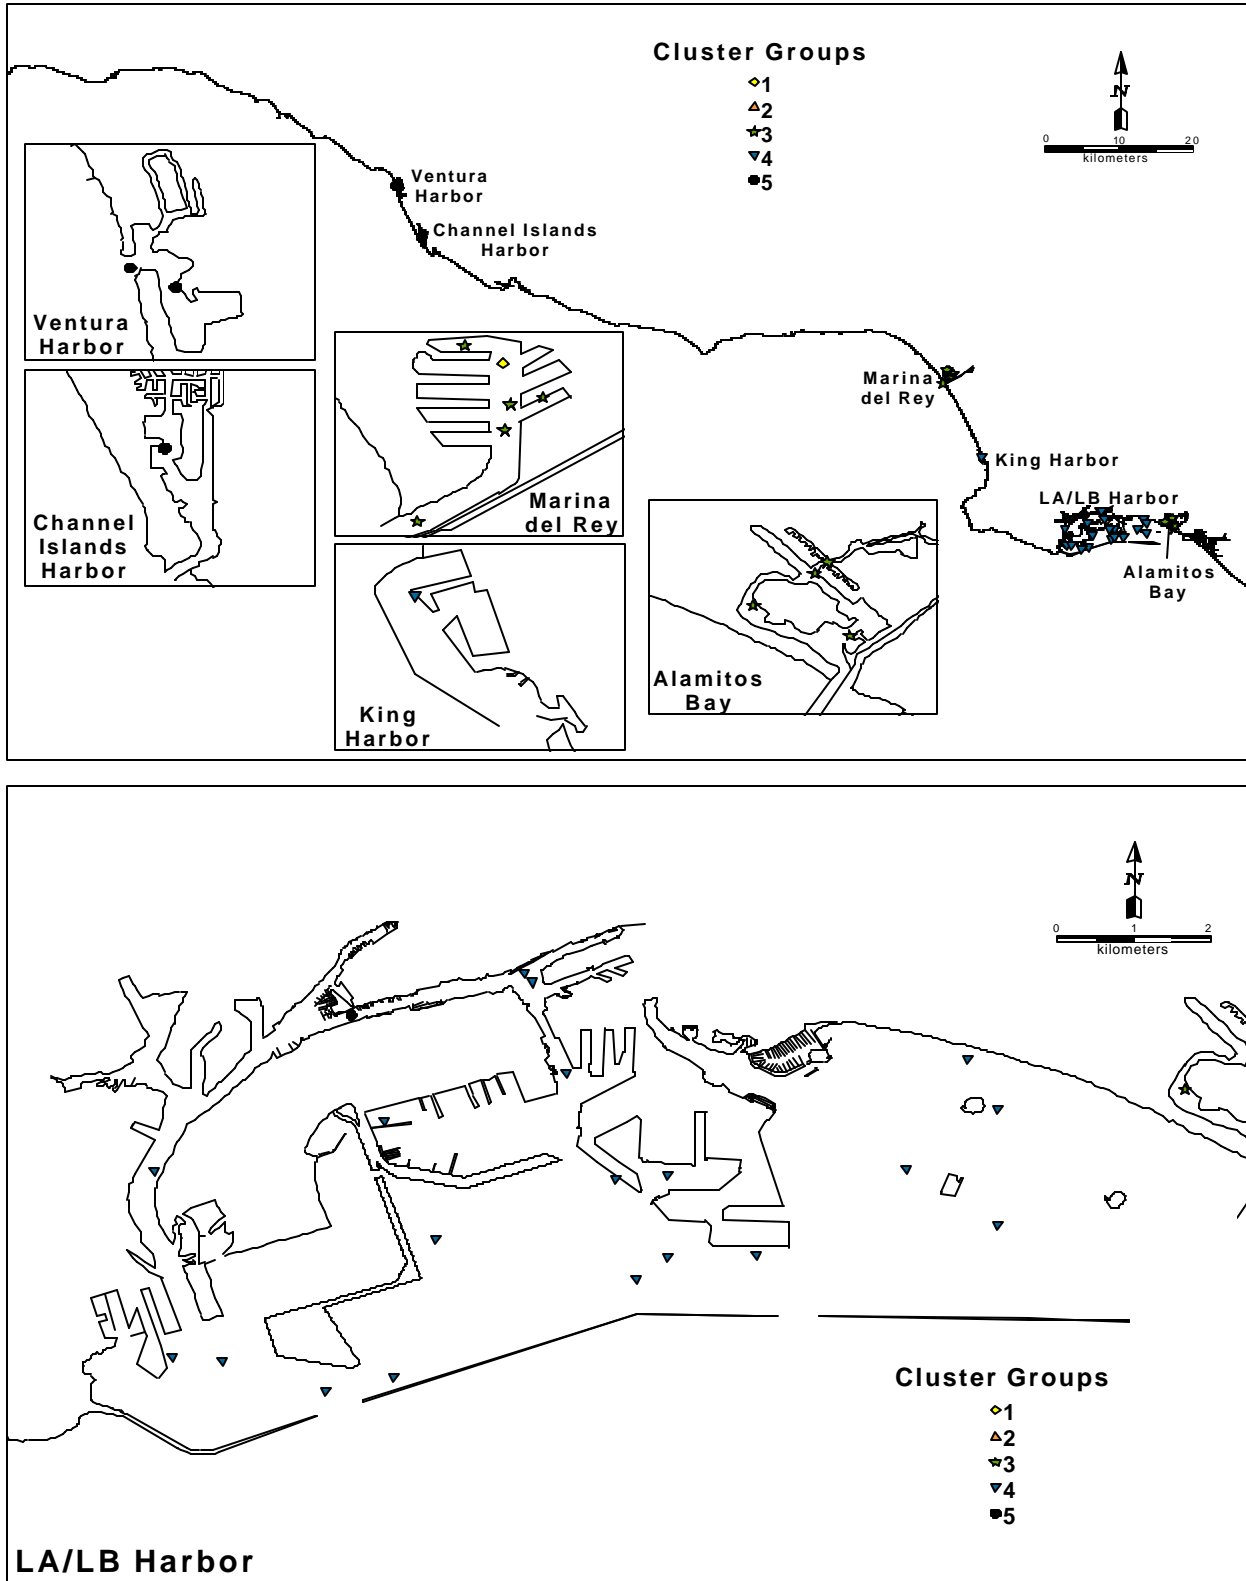 Cluster Groups
1
2
3
4
5
N
0 10 20
kilometers
Ventura
Harbor
Channel Islands
Harbor
Ventura
Harbor
Channel
Islands
Harbor
Marina
del Rey
King
Harbor
Marina
del Rey
King Harbor
LA/LB Harbor
Alamitos
Bay
Alamitos
Bay
N
0 1 2
kilometers
Cluster Groups
1
2
3
4
5
LA/LB Harbor